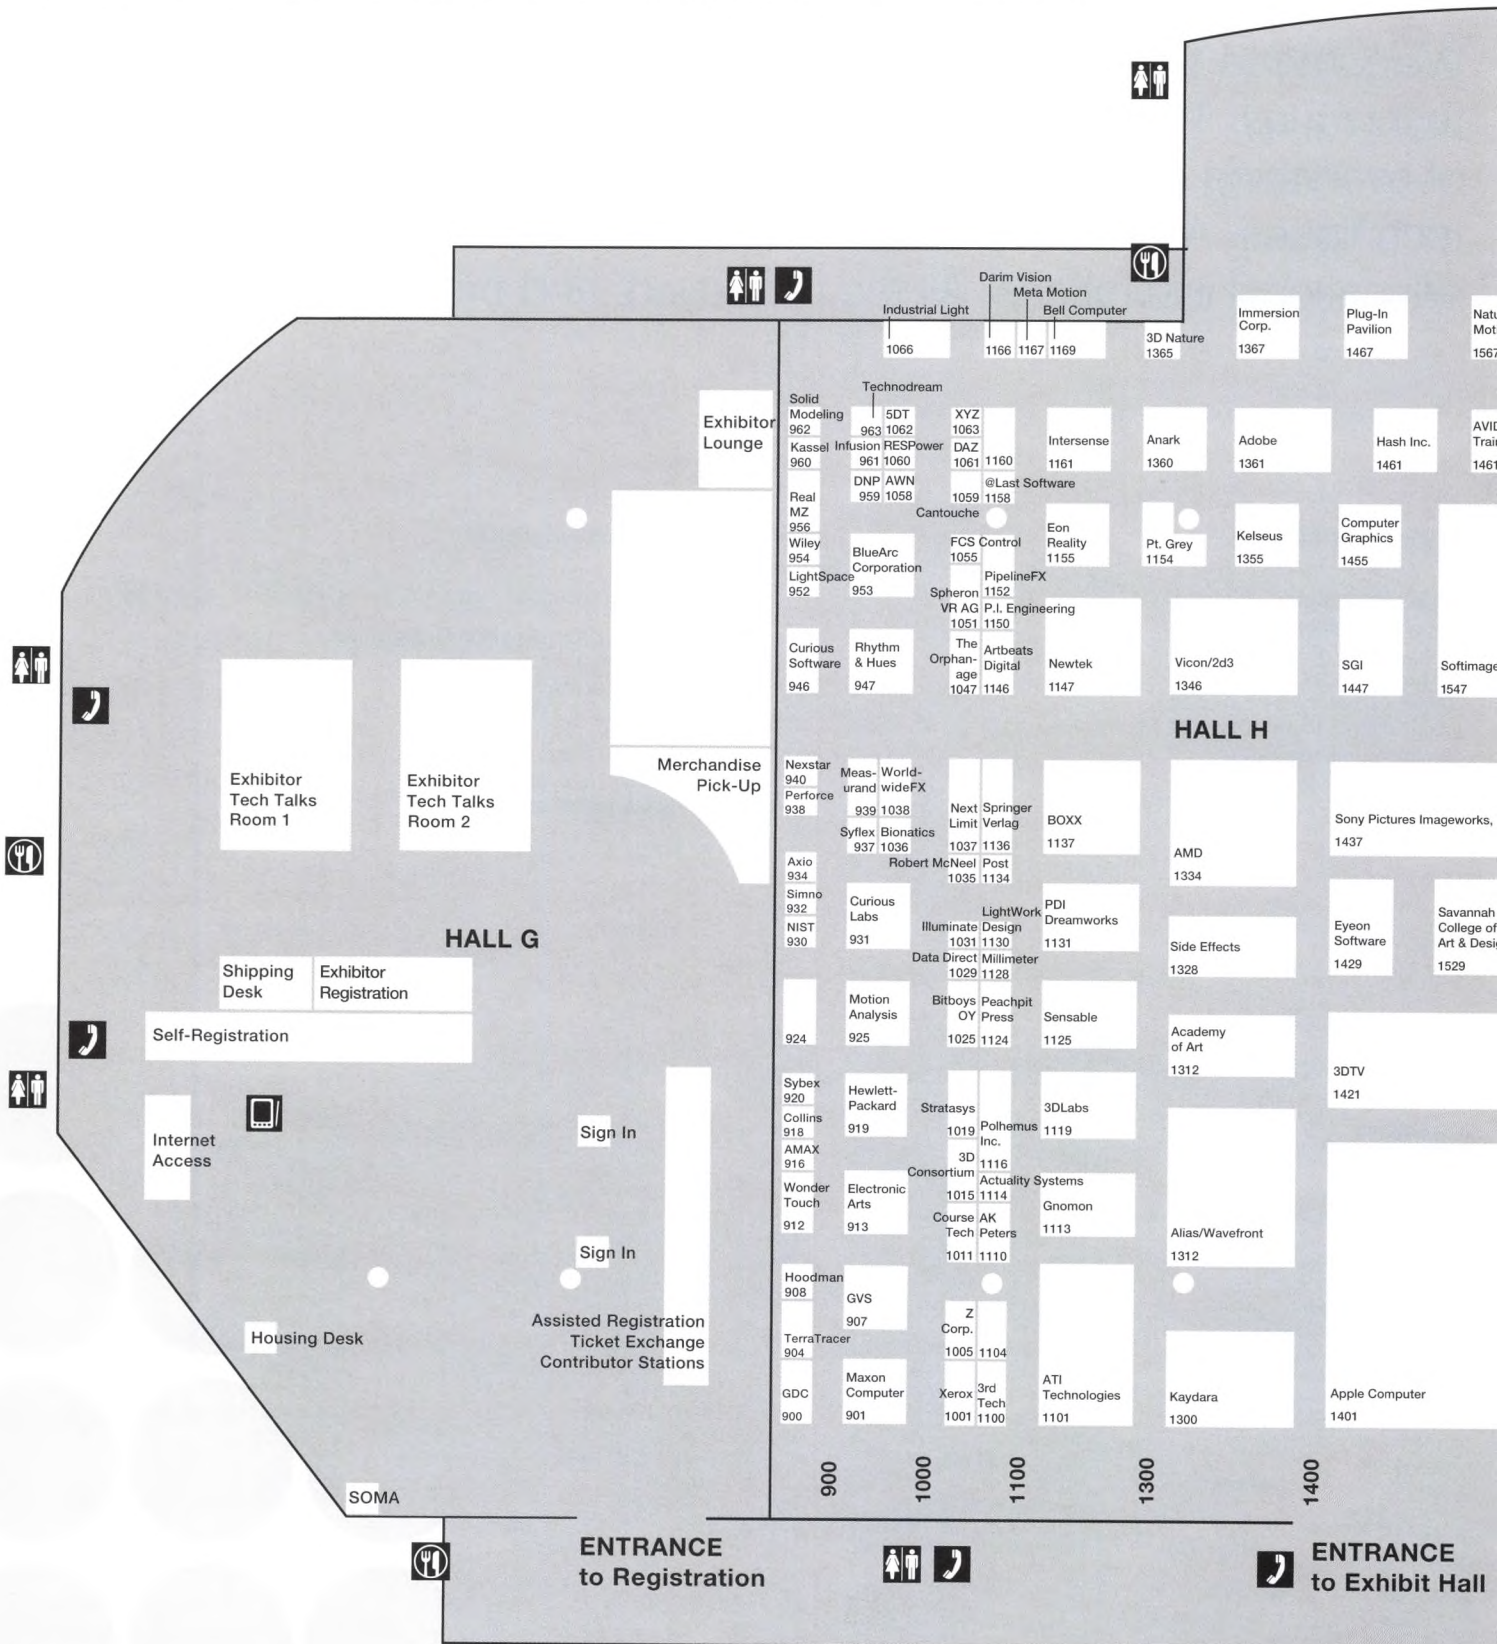 Industrial Light
1066
Darim Vision
Meta Motion
Bell Computer
1166
1167
1169
3D Nature
1365
Immersion
Corp.
1367
Plug-In
Pavilion
1467
1567
Exhibitor
Lounge
Solid
Modeling
962
Technodream
963
5DT
1062
XYZ
1063
Kassel
960
Infusion
961
RESPower
1060
DAZ
1061
1160
Intersense
1161
Anark
1360
Adobe
1361
Hash Inc.
1461
AVID
1461
Real
MZ
956
DNP
959
AWN
1058
1059
@Last Software
1158
Cantouche
Wiley
954
BlueArc
Corporation
953
FCS Control
1055
Eon
Reality
1155
Pt. Grey
1154
Kelseus
1355
Computer
Graphics
1455
LightSpace
952
PipelineFX
1152
Spheron
VR AG
1051
P.I. Engineering
1150
Curious
Software
946
Rhythm
& Hues
947
The
Orphan-
age
1047
Artbeats
Digital
1146
Newtek
1147
Vicon/2d3
1346
SGI
1447
Softimage
1547
HALL H
Exhibitor
Tech Talks
Room 1
Exhibitor
Tech Talks
Room 2
Merchandise
Pick-Up
Nexstar
940
Perforce
938
Meas-
urand
939
World-
wideFX
1038
Next
Limit
1037
Springer
Verlag
1136
BOXX
1137
AMD
1334
Sony Pictures Imageworks,
1437
Syflex
937
Bionatics
1036
Axio
934
Robert McNeel
1035
Post
1134
Simno
932
Curious
Labs
931
NIST
930
Illuminate
1031
LightWork
Design
1130
PDI
Dreamworks
1131
Side Effects
1328
Eyeon
Software
1429
Savannah
College of
Art & Desig
1529
HALL G
Data Direct
1029
Millimeter
1128
Shipping
Desk
Exhibitor
Registration
Self-Registration
924
Motion
Analysis
925
Bitboys
OY
1025
Peachpit
Press
1124
Sensable
1125
Academy
of Art
1312
3DTV
1421
Internet
Access
Sign In
Sybex
920
Collins
918
Hewlett-
Packard
919
Stratasys
1019
Polhemus
Inc.
1116
3DLabs
1119
AMAX
916
3D
Consortium
1015
Actuality Systems
1114
Wonder
Touch
912
Electronic
Arts
913
Course
Tech
1011
AK
Peters
1110
Gnomon
1113
Alias/Wavefront
1312
Sign In
Hoodman
908
GVS
907
Housing Desk
Assisted Registration
Ticket Exchange
Contributor Stations
TerraTracer
904
Z
Corp.
1005
1104
GDC
900
Maxon
Computer
901
Xerox
1001
3rd
Tech
1100
ATI
Technologies
1101
Kaydara
1300
Apple Computer
1401
900
1000
1100
1300
1400
SOMA
ENTRANCE
to Registration
ENTRANCE
to Exhibit Hall